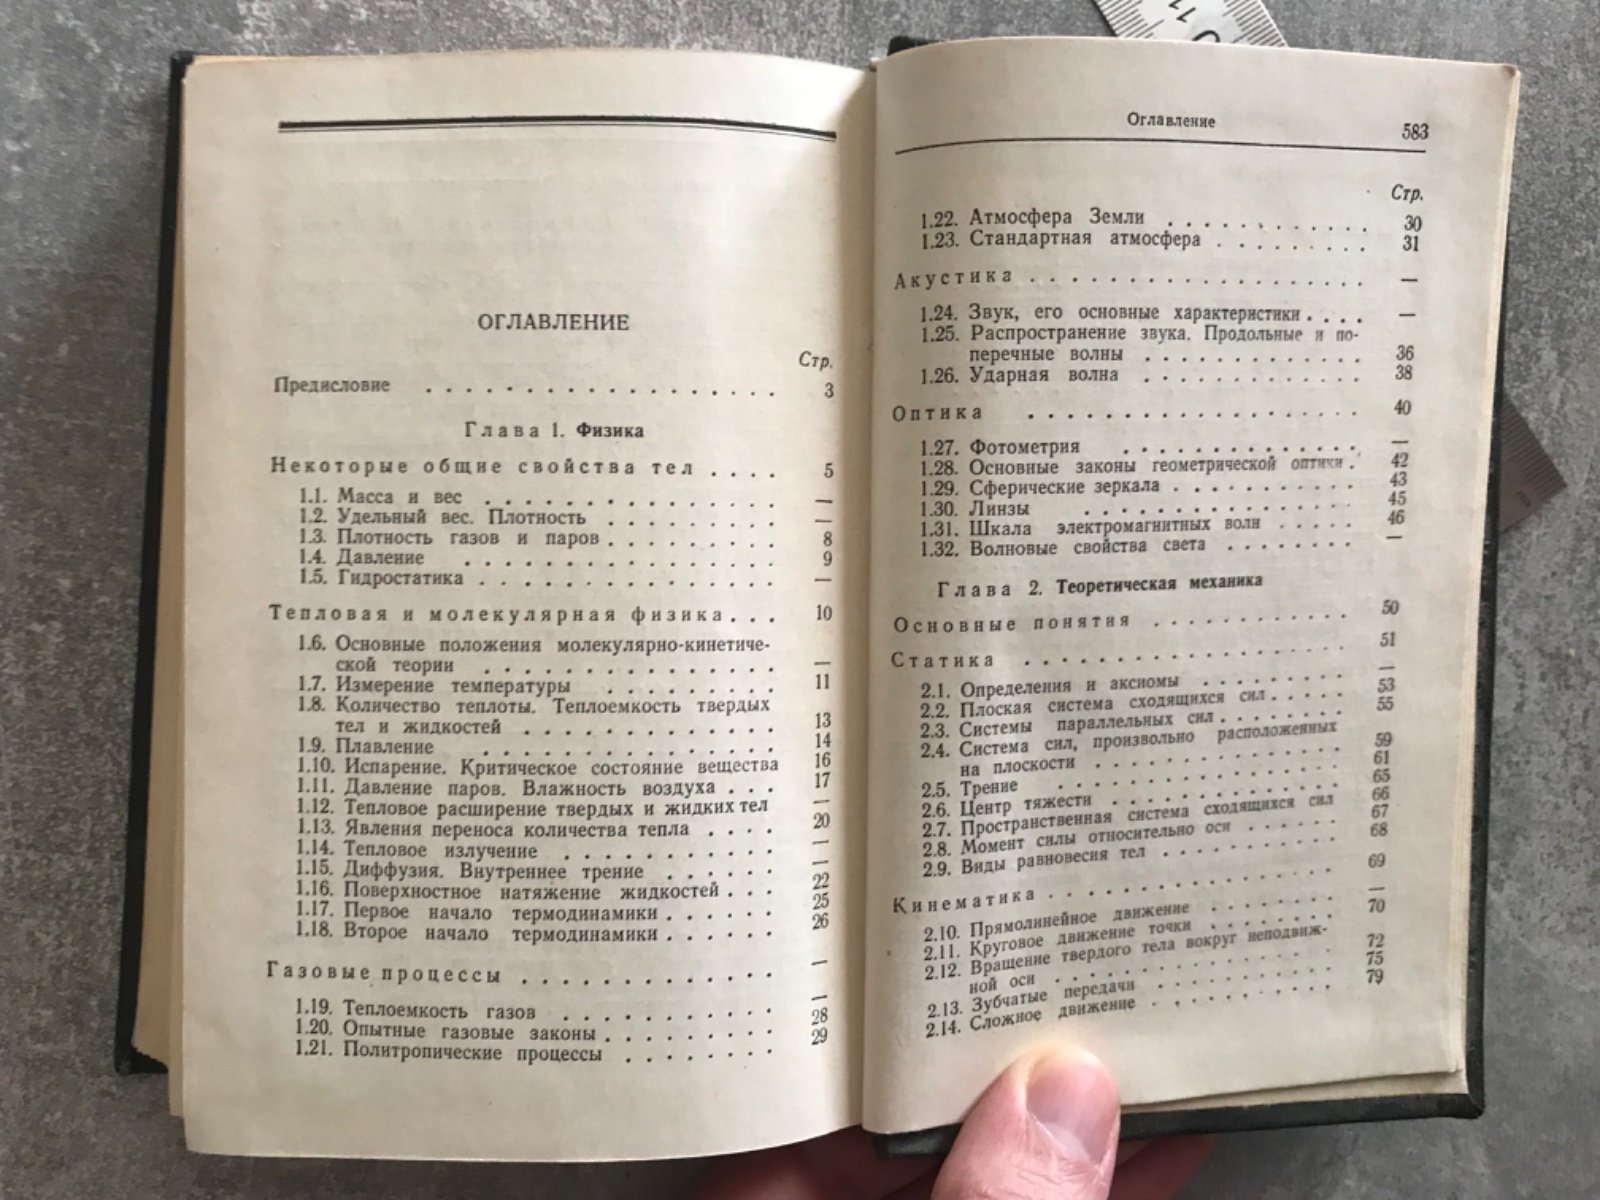 ОГЛАВЛЕНИЕ
Стр.
Предисловие . . . . . . . . . . . . . . . . . . 3
Глава 1. Физика
Некоторые общие свойства тел . . . . 5
1.1. Масса и вес . . . . . . . . . . . . . . . —
1.2. Удельный вес. Плотность . . . . . . . . . —
1.3. Плотность газов и паров . . . . . . . . . 8
1.4. Давление . . . . . . . . . . . . . . . . 9
1.5. Гидростатика . . . . . . . . . . . . . . . —
Тепловая и молекулярная физика . . . 10
1.6. Основные положения молекулярно-кинетиче-
ской теории . . . . . . . . . . . . . . . —
1.7. Измерение температуры . . . . . . . . . 11
1.8. Количество теплоты. Теплоемкость твердых
тел и жидкостей . . . . . . . . . . . . . 13
1.9. Плавление . . . . . . . . . . . . . . . 14
1.10. Испарение. Критическое состояние вещества 16
1.11. Давление паров. Влажность воздуха . . . 17
1.12. Тепловое расширение твердых и жидких тел —
1.13. Явления переноса количества тепла . . . . 20
1.14. Тепловое излучение . . . . . . . . . . . —
1.15. Диффузия. Внутреннее трение . . . . . . —
1.16. Поверхностное натяжение жидкостей . . . 22
1.17. Первое начало термодинамики . . . . . . 25
1.18. Второе начало термодинамики . . . . . . 26
Газовые процессы . . . . . . . . . . . . —
1.19. Теплоемкость газов . . . . . . . . . . . —
1.20. Опытные газовые законы . . . . . . . . . 28
1.21. Политропические процессы . . . . . . . . 29
Оглавление 583
Стр.
1.22. Атмосфера Земли . . . . . . . . . . . 30
1.23. Стандартная атмосфера . . . . . . . . . 31
Акустика . . . . . . . . . . . . . . . . . . —
1.24. Звук, его основные характеристики . . . . —
1.25. Распространение звука. Продольные и по-
перечные волны . . . . . . . . . . . . 36
1.26. Ударная волна . . . . . . . . . . . . 38
Оптика . . . . . . . . . . . . . . . . . . 40
1.27. Фотометрия . . . . . . . . . . . . . —
1.28. Основные законы геометрической оптики . 42
1.29. Сферические зеркала . . . . . . . . . . 43
1.30. Линзы . . . . . . . . . . . . . . . 45
1.31. Шкала электромагнитных волн . . . . . 46
1.32. Волновые свойства света . . . . . . . . —
Глава 2. Теоретическая механика
Основные понятия . . . . . . . . . . . 50
Статика . . . . . . . . . . . . . . . . . . 51
2.1. Определения и аксиомы . . . . . . . . . —
2.2. Плоская система сходящихся сил . . . . . 53
2.3. Системы параллельных сил . . . . . . . . 55
2.4. Система сил, произвольно расположенных
на плоскости . . . . . . . . . . . . . 59
2.5. Трение . . . . . . . . . . . . . . . 61
2.6. Центр тяжести . . . . . . . . . . . . . 65
2.7. Пространственная система сходящихся сил 66
2.8. Момент силы относительно оси . . . . . . 67
2.9. Виды равновесия тел . . . . . . . . . . 68
Кинематика . . . . . . . . . . . . . . . . 69
2.10. Прямолинейное движение . . . . . . . . —
2.11. Круговое движение точки . . . . . . . . 70
2.12. Вращение твердого тела вокруг неподвиж-
ной оси . . . . . . . . . . . . . . . 72
2.13. Зубчатые передачи . . . . . . . . . . . 75
2.14. Сложное движение . . . . . . . . . . . 79